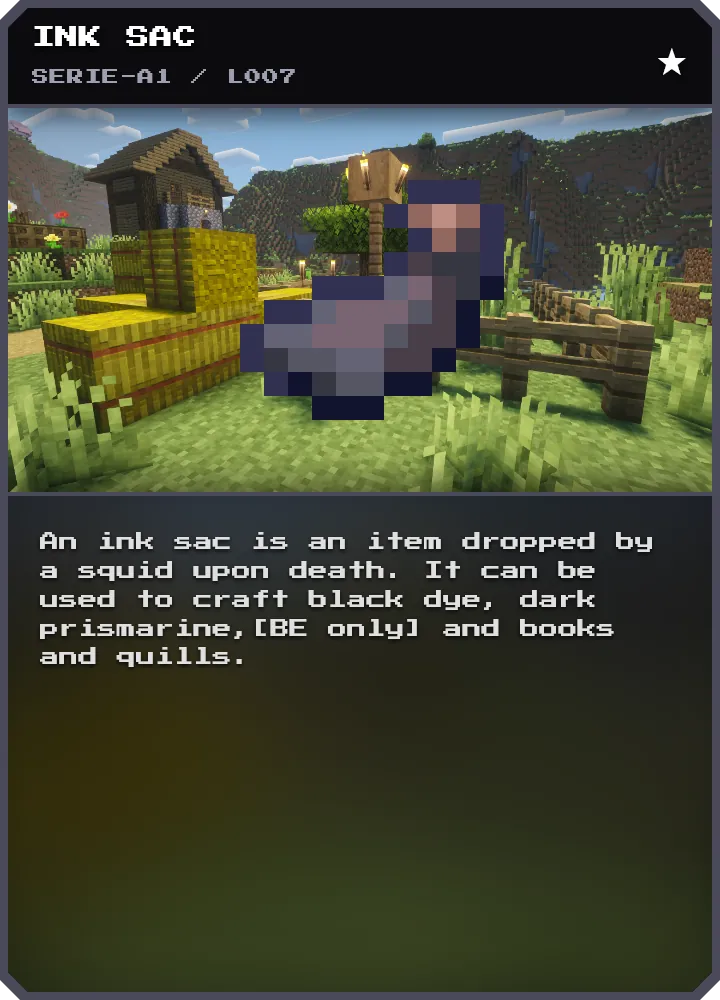 INK SAC
SERIE-A1 / L007
An ink sac is an item dropped by
a squid upon death. It can be
used to craft black dye, dark
prismarine,[BE only] and books
and quills.